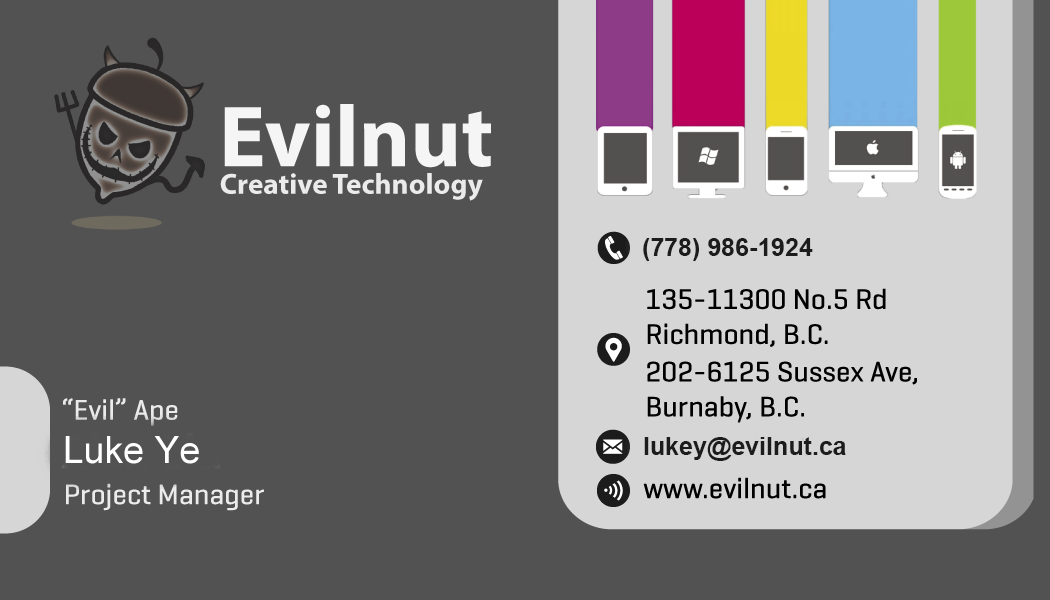 Evilnut
Creative Technology
“Evil” Ape
Luke Ye
Project Manager
(778) 986-1924
135-11300 No.5 Rd
Richmond, B.C.
202-6125 Sussex Ave,
Burnaby, B.C.
lukey@evilnut.ca
www.evilnut.ca